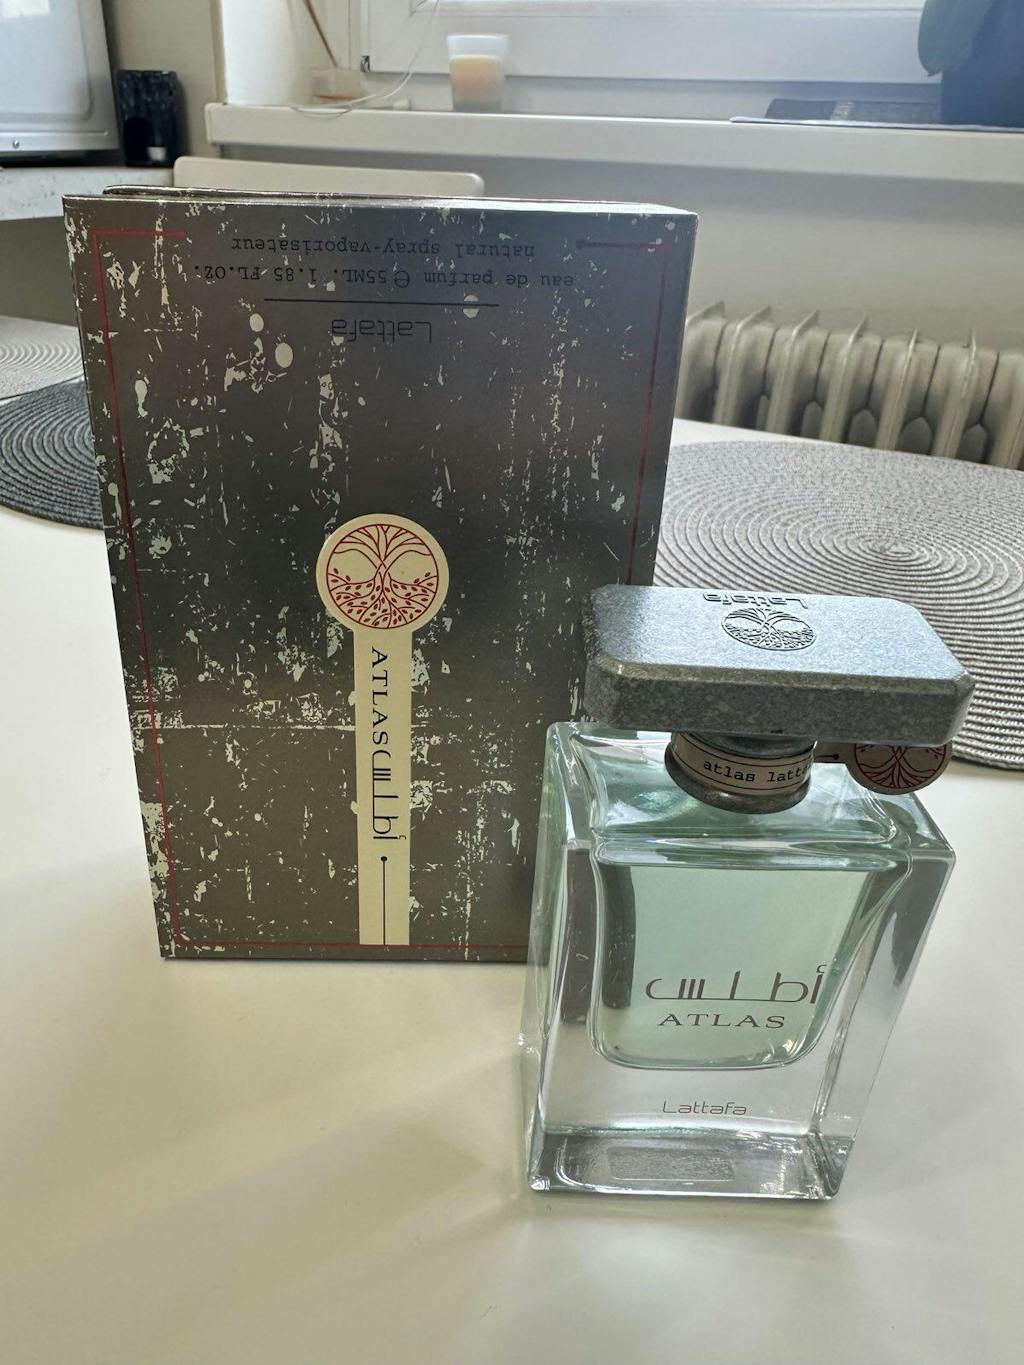 natural spray-vaporisateur
eau de parfum ℮55ML. 1.85 FL.OZ.
Lattafa
ATLAS أطلس
Lattafa
atlas latta
أطلس
ATLAS
Lattafa